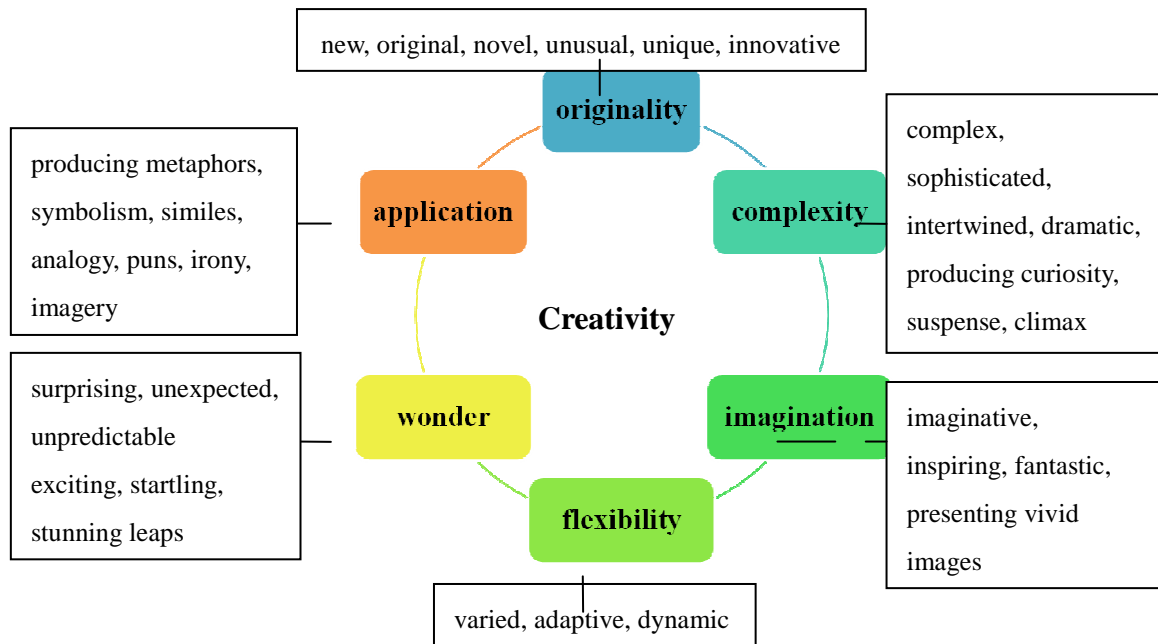 new, original, novel, unusual, unique, innovative
originality
complex,
sophisticated,
intertwined, dramatic,
producing curiosity,
suspense, climax
complexity
producing metaphors,
symbolism, similes,
analogy, puns, irony,
imagery
application
Creativity
surprising, unexpected,
unpredictable
exciting, startling,
stunning leaps
wonder
imagination
imaginative,
inspiring, fantastic,
presenting vivid
images
flexibility
varied, adaptive, dynamic